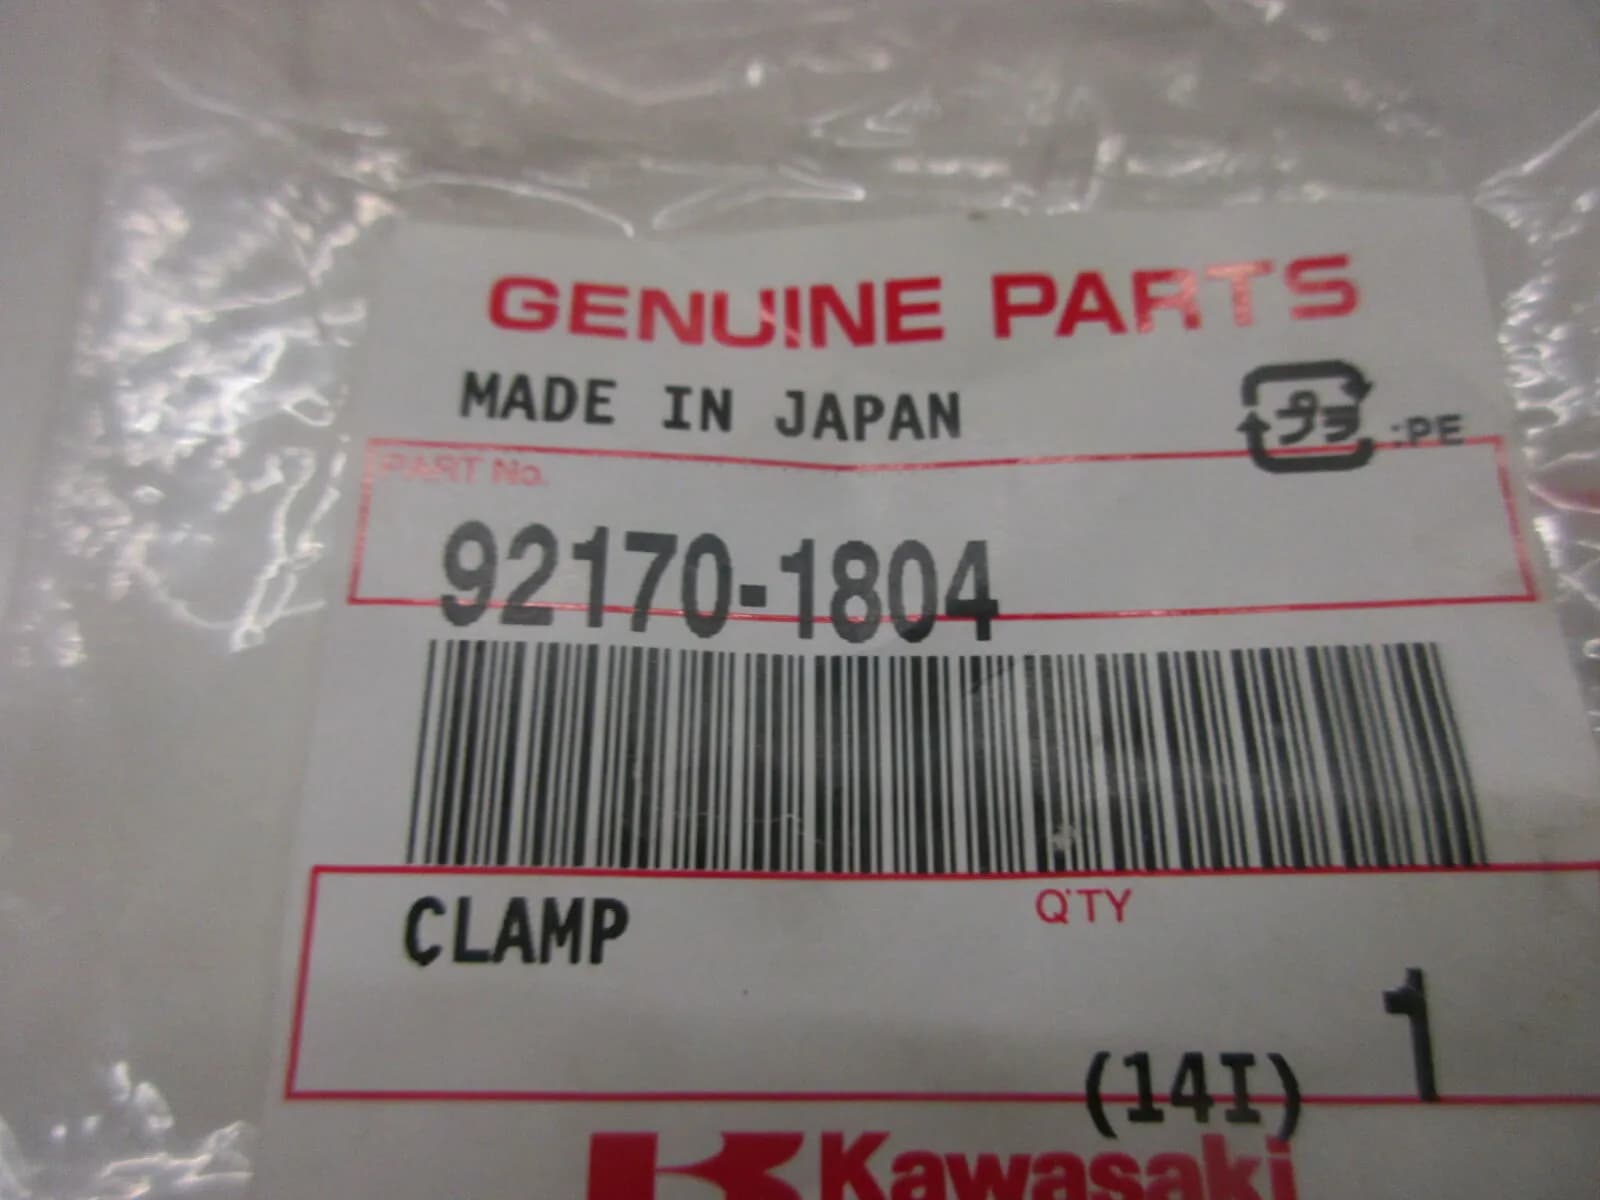 GENUINE PARTS
MADE IN JAPAN
プラ :PE
PART No.
92170-1804
CLAMP
Q'TY
1
(14I)
Kawasaki